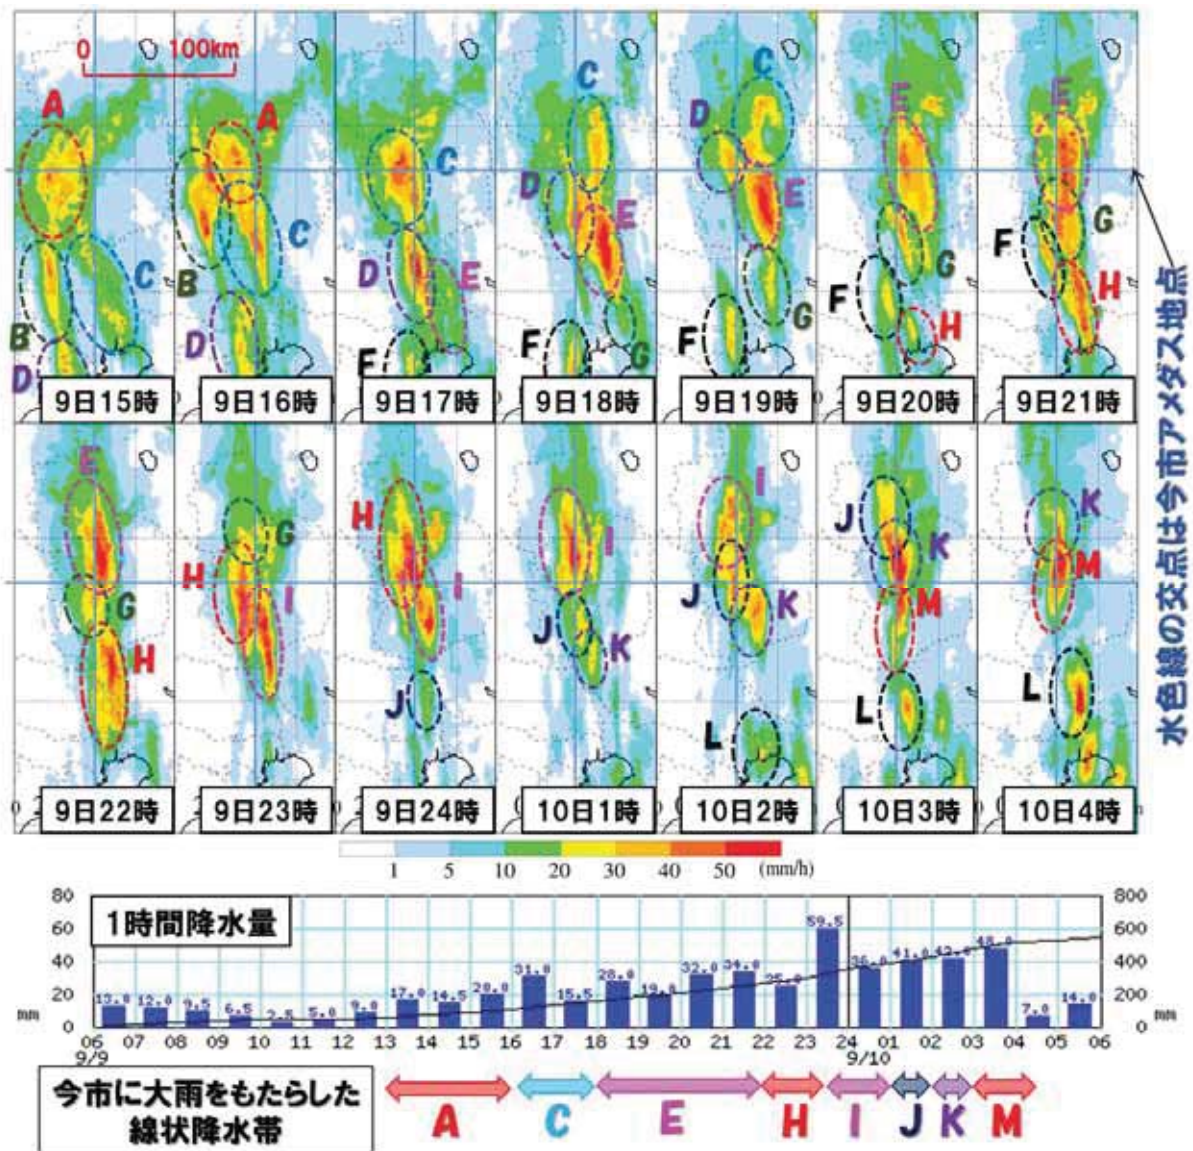 0 100km
A
B
C
D
9日15時
A
B
C
D
9日16時
C
D
E
F
9日17時
C
D
E
F
G
9日18時
C
D
E
F
G
9日19時
E
F
G
H
9日20時
E
F
G
H
9日21時
水色線の交点は今市アメダス地点
E
G
H
9日22時
G
H
I
9日23時
H
I
J
9日24時
I
J
K
10日1時
I
J
K
L
10日2時
J
K
M
L
10日3時
K
M
L
10日4時
1 5 10 20 30 40 50 (mm/h)
1時間降水量
80 60 40 20 0
mm
800 600 400 200 0
mm
13.0 12.0 9.5 6.5 2.5 5.0 9.0 17.0 14.5 20.0 31.0 15.5 28.0 19.0 32.0 34.0 25.0 59.5 36.0 41.0 42.0 48.0 7.0 14.0
06 07 08 09 10 11 12 13 14 15 16 17 18 19 20 21 22 23 24 01 02 03 04 05 06
9/9 9/10
今市に大雨をもたらした
線状降水帯
A C E H I J K M